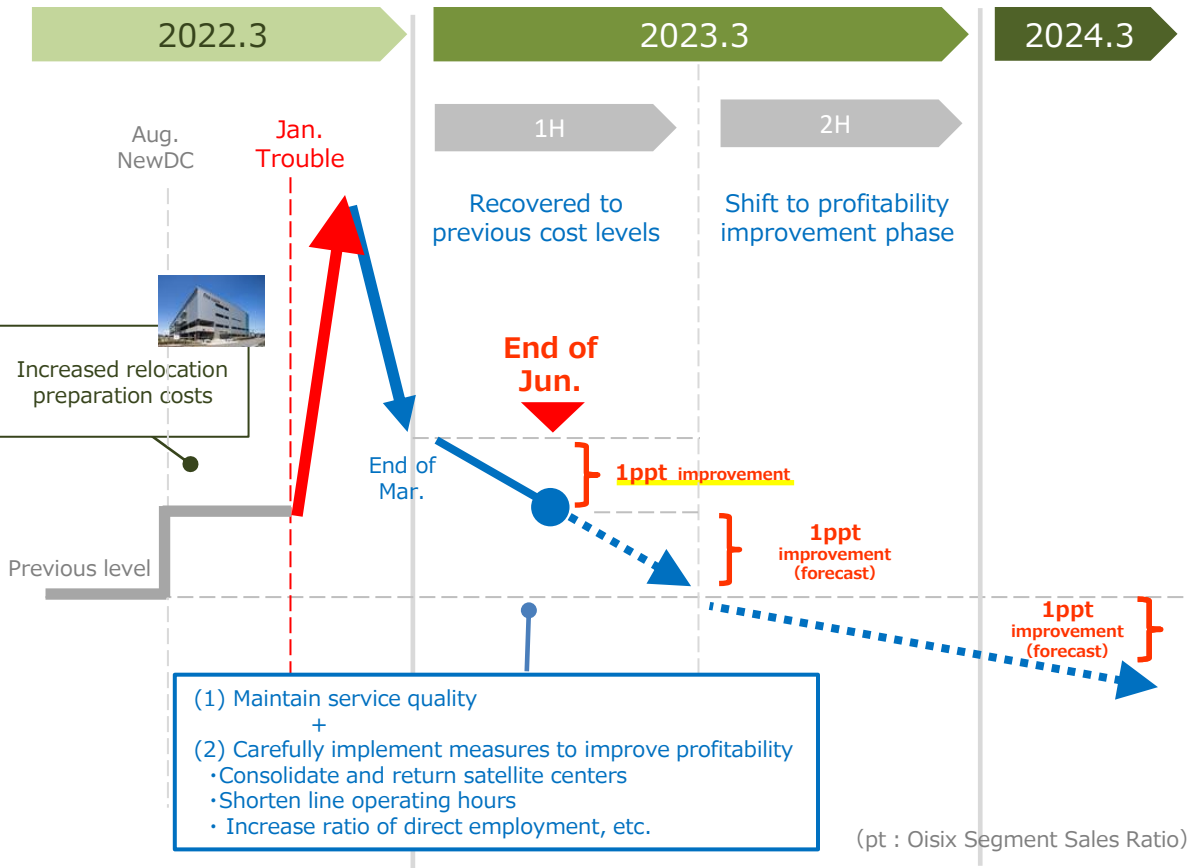 2022.3
2023.3
2024.3
1H
2H
Aug.
NewDC
Jan.
Trouble
Recovered to
previous cost levels
Shift to profitability
improvement phase
Increased relocation
preparation costs
End of
Jun.
End of
Mar.
1ppt improvement
1ppt
improvement
(forecast)
Previous level
1ppt
improvement
(forecast)
(1) Maintain service quality
+
(2) Carefully implement measures to improve profitability
・Consolidate and return satellite centers
・Shorten line operating hours
・ Increase ratio of direct employment, etc.
(pt : Oisix Segment Sales Ratio)